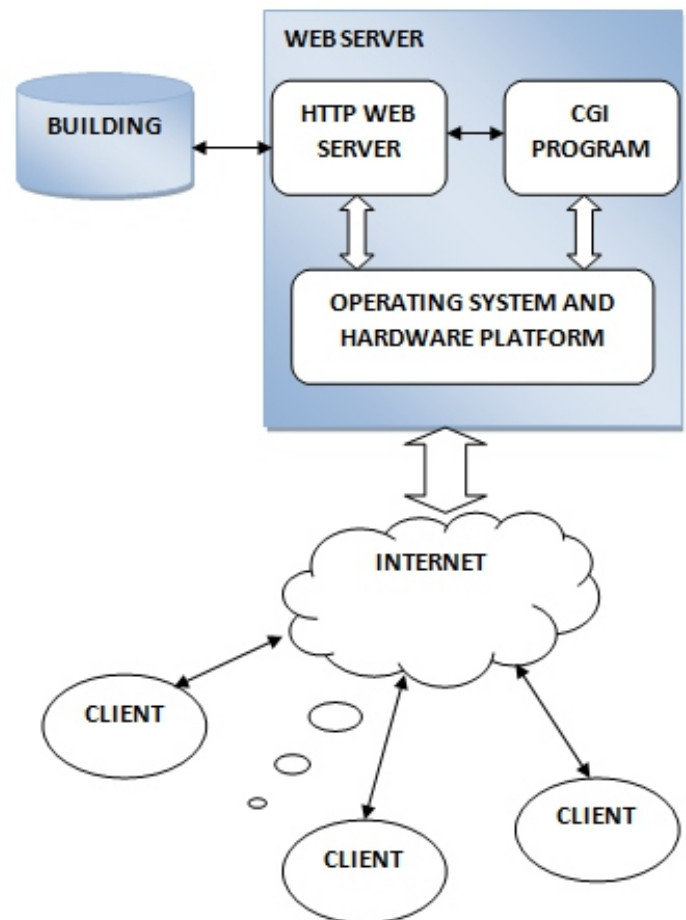 WEB SERVER
BUILDING
HTTP WEB
SERVER
CGI
PROGRAM
OPERATING SYSTEM AND
HARDWARE PLATFORM
INTERNET
CLIENT
CLIENT
CLIENT